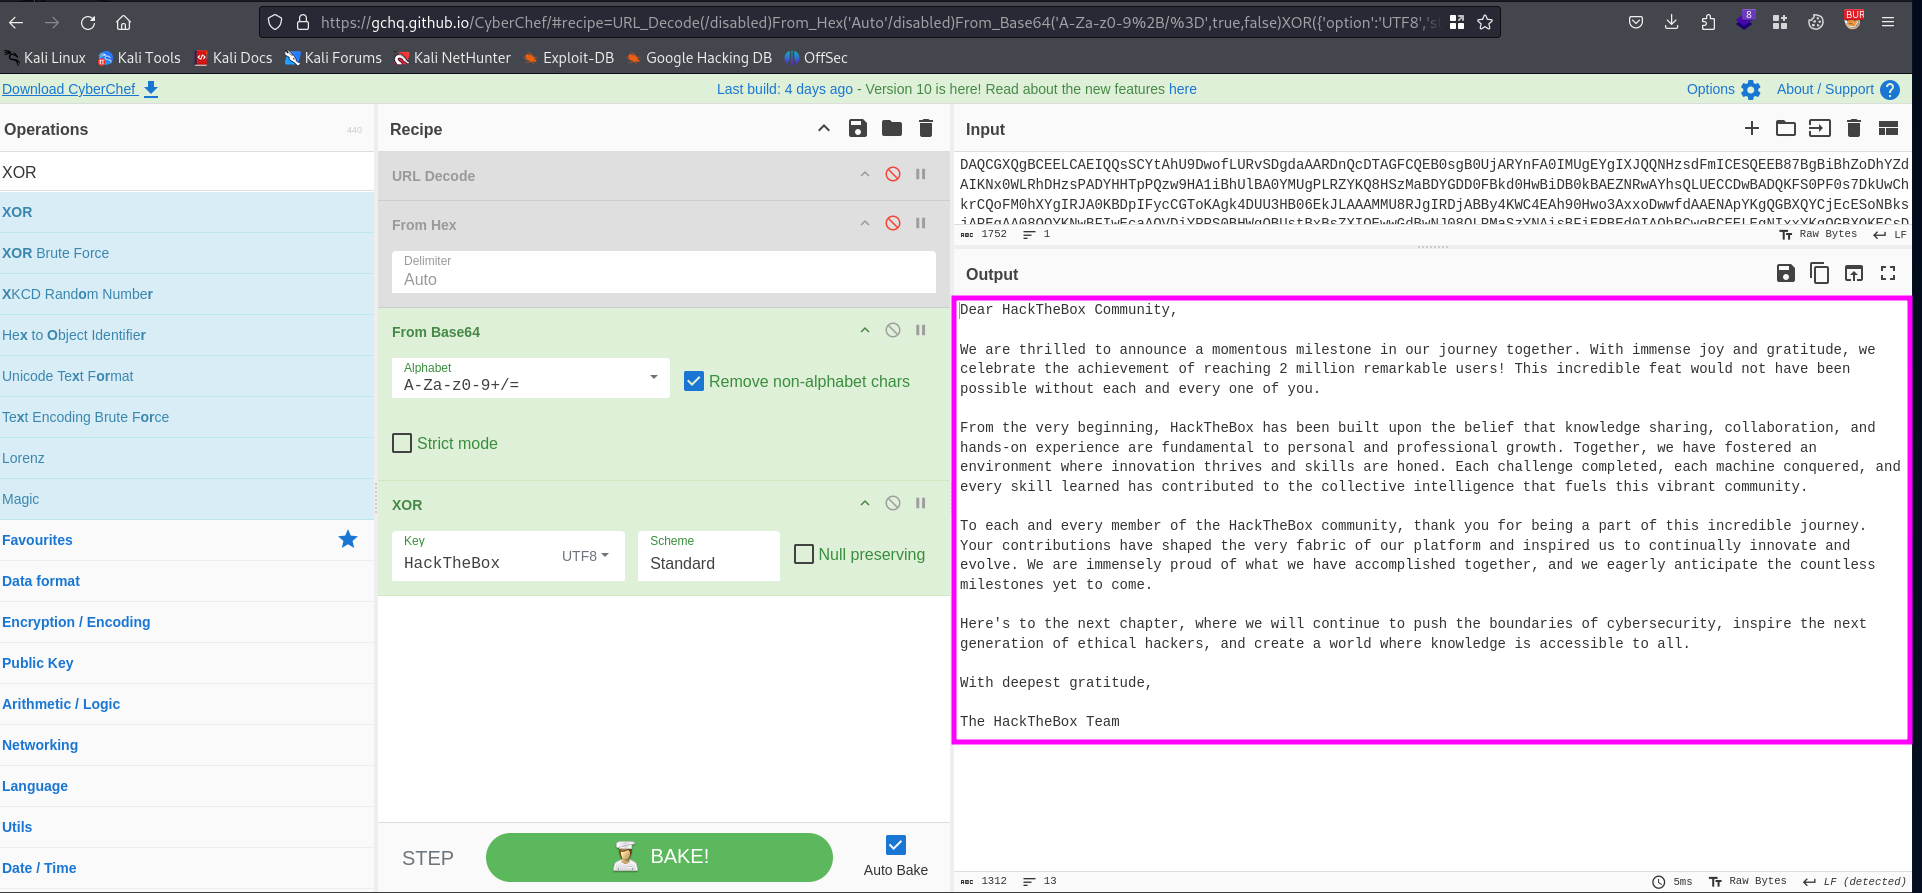 https://gchq.github.io/CyberChef/#recipe=URL_Decode(/disabled)From_Hex('Auto'/disabled)From_Base64('A-Za-z0-9%2B/%3D',true,false)XOR({'option':'UTF8','s
8
BUR
Kali Linux
Kali Tools
Kali Docs
Kali Forums
Kali NetHunter
Exploit-DB
Google Hacking DB
OffSec
Download CyberChef
Last build: 4 days ago - Version 10 is here! Read about the new features here
Options
About / Support
Operations
440
XOR
XOR
XOR Brute Force
XKCD Random Number
Hex to Object Identifier
Unicode Text Format
Text Encoding Brute Force
Lorenz
Magic
Favourites
Data format
Encryption / Encoding
Public Key
Arithmetic / Logic
Networking
Language
Utils
Date / Time
Recipe
URL Decode
From Hex
Delimiter
Auto
From Base64
Alphabet
A-Za-z0-9+/=
Remove non-alphabet chars
Strict mode
XOR
Key
HackTheBox
UTF8
Scheme
Standard
Null preserving
STEP
BAKE!
Auto Bake
Input
DAQCGXQgBCEELCAEIQQsSCYtAhU9DwofLURvSDgdaAARDnQcDTAGFCQEB0sgB0UjARYnFA0IMUgEYgIXJQQNHzsdFmICESQEEB87BgBiBhZoDhYZd
AIKNx0WLRhDHzsPADYHHTpPQzw9HA1iBhUlBA0YMUgPLRZYKQ8HSzMaBDYGDD0FBkd0HwBiDB0kBAEZNRwAYhsQLUECCDwBADQKFS0PF0s7DkUwCh
krCQoFM0hXYgIRJA0KBDpIFycCGToKAgk4DUU3HB06EkJLAAAMMU8RJgIRDjABBy4KWC4EAh90Hwo3AxxoDwwfdAAENApYKgQGBXQYCjEcESoNBks
1752
1
Raw Bytes
LF
Output
Dear HackTheBox Community,
We are thrilled to announce a momentous milestone in our journey together. With immense joy and gratitude, we
celebrate the achievement of reaching 2 million remarkable users! This incredible feat would not have been
possible without each and every one of you.
From the very beginning, HackTheBox has been built upon the belief that knowledge sharing, collaboration, and
hands-on experience are fundamental to personal and professional growth. Together, we have fostered an
environment where innovation thrives and skills are honed. Each challenge completed, each machine conquered, and
every skill learned has contributed to the collective intelligence that fuels this vibrant community.
To each and every member of the HackTheBox community, thank you for being a part of this incredible journey.
Your contributions have shaped the very fabric of our platform and inspired us to continually innovate and
evolve. We are immensely proud of what we have accomplished together, and we eagerly anticipate the countless
milestones yet to come.
Here's to the next chapter, where we will continue to push the boundaries of cybersecurity, inspire the next
generation of ethical hackers, and create a world where knowledge is accessible to all.
With deepest gratitude,
The HackTheBox Team
1312
13
5ms
Raw Bytes
LF (detected)